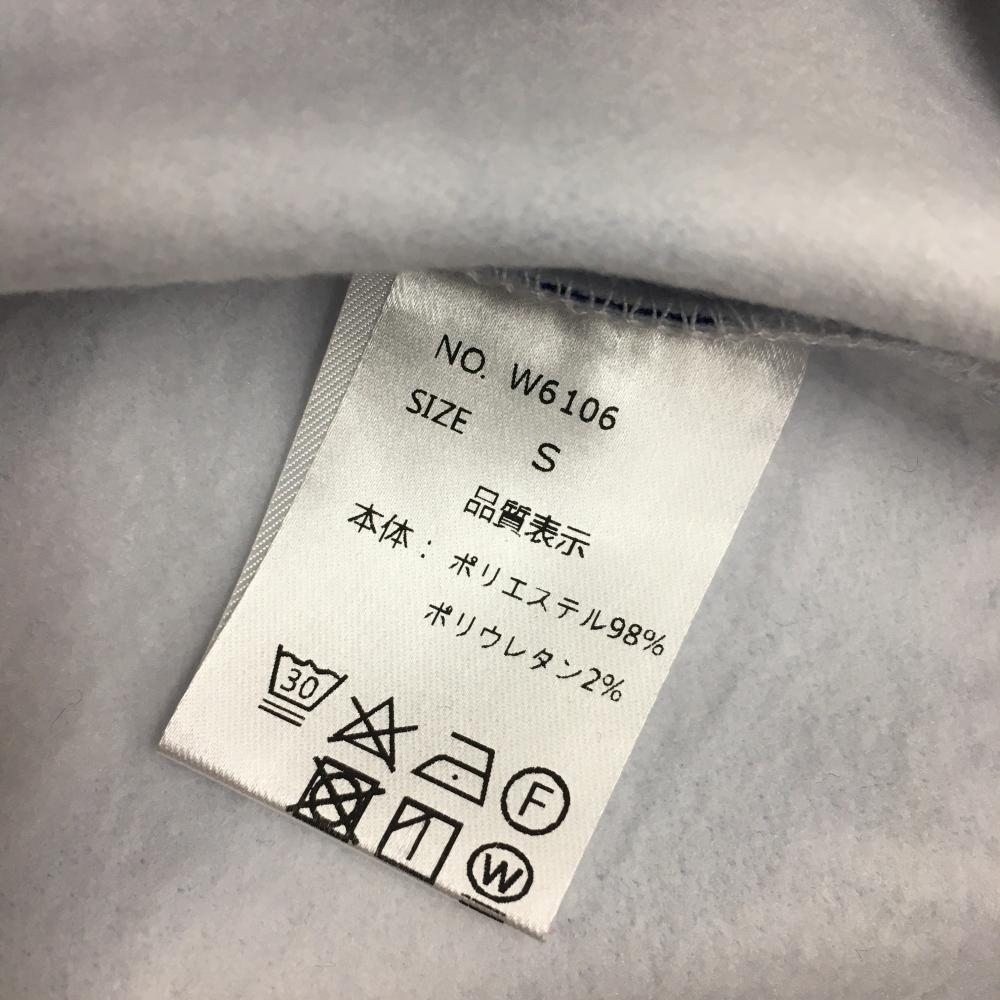 NO. W6106
SIZE S
品質表示
本体： ポリエステル98%
ポリウレタン2%
30
F
W